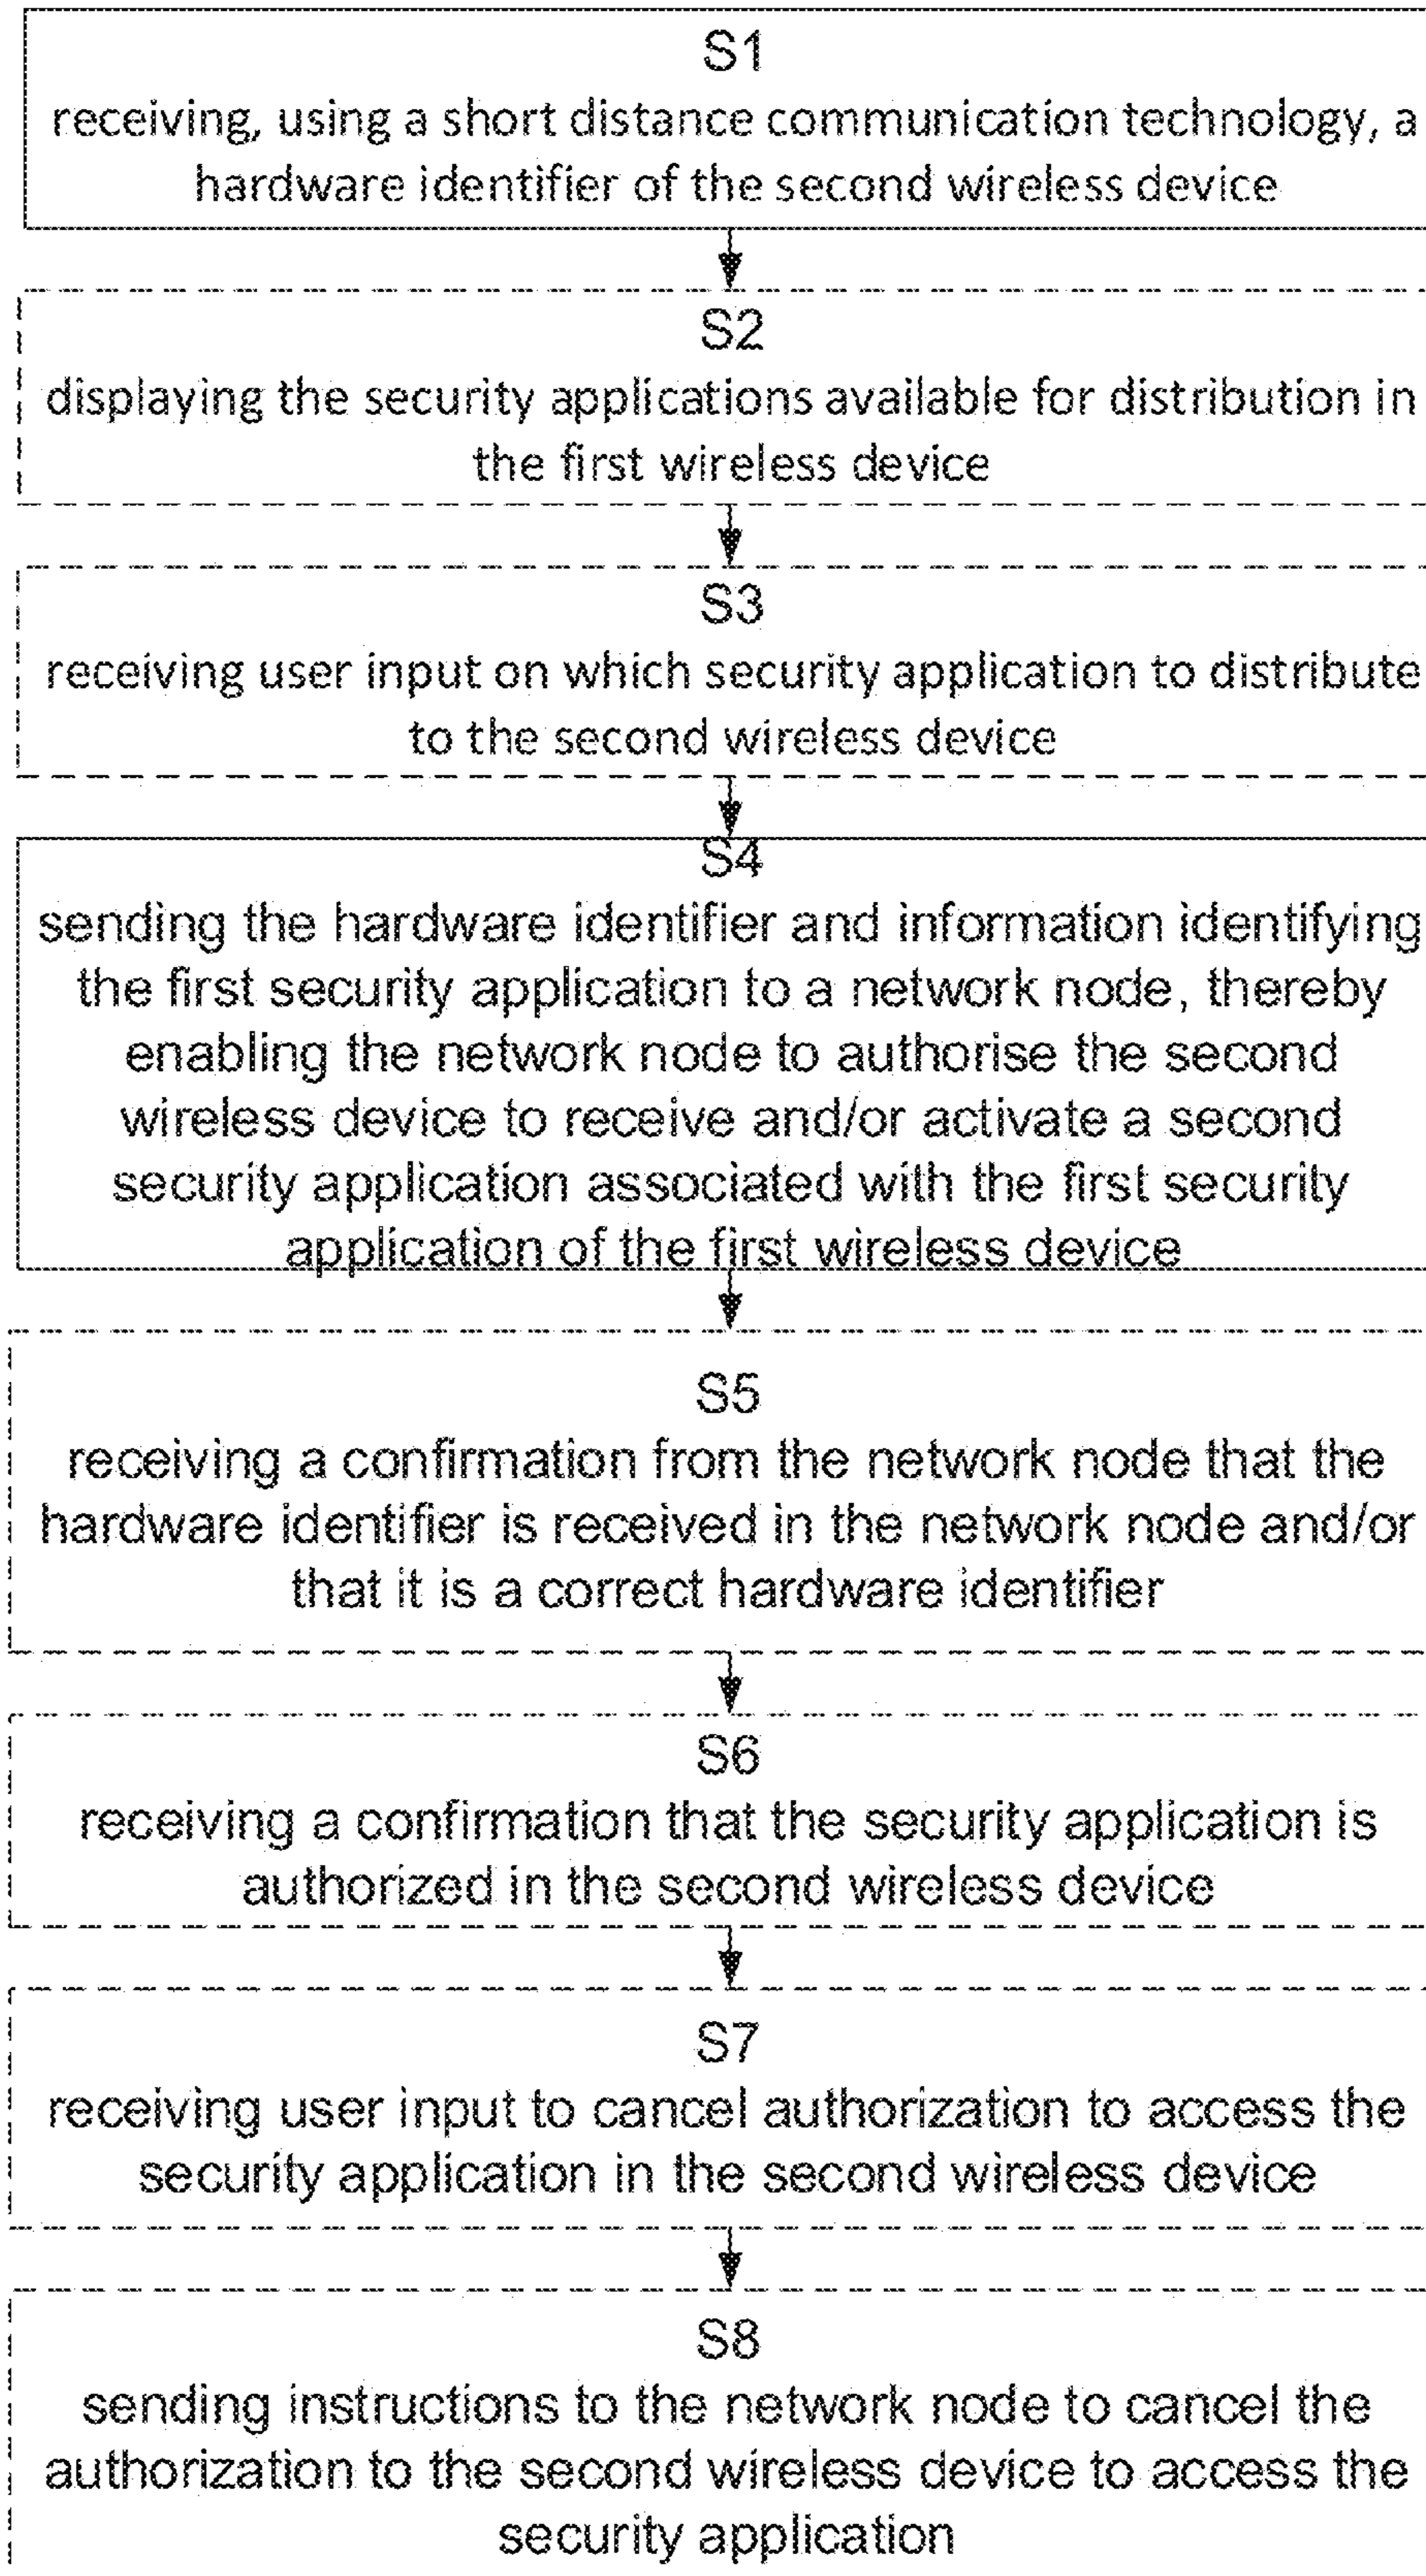 S1
receiving, using a short distance communication technology, a
hardware identifier of the second wireless device
S2
displaying the security applications available for distribution in
the first wireless device
S3
receiving user input on which security application to distribute
to the second wireless device
S4
sending the hardware identifier and information identifying
the first security application to a network node, thereby
enabling the network node to authorise the second
wireless device to receive and/or activate a second
security application associated with the first security
application of the first wireless device
S5
receiving a confirmation from the network node that the
hardware identifier is received in the network node and/or
that it is a correct hardware identifier
S6
receiving a confirmation that the security application is
authorized in the second wireless device
S7
receiving user input to cancel authorization to access the
security application in the second wireless device
S8
sending instructions to the network node to cancel the
authorization to the second wireless device to access the
security application